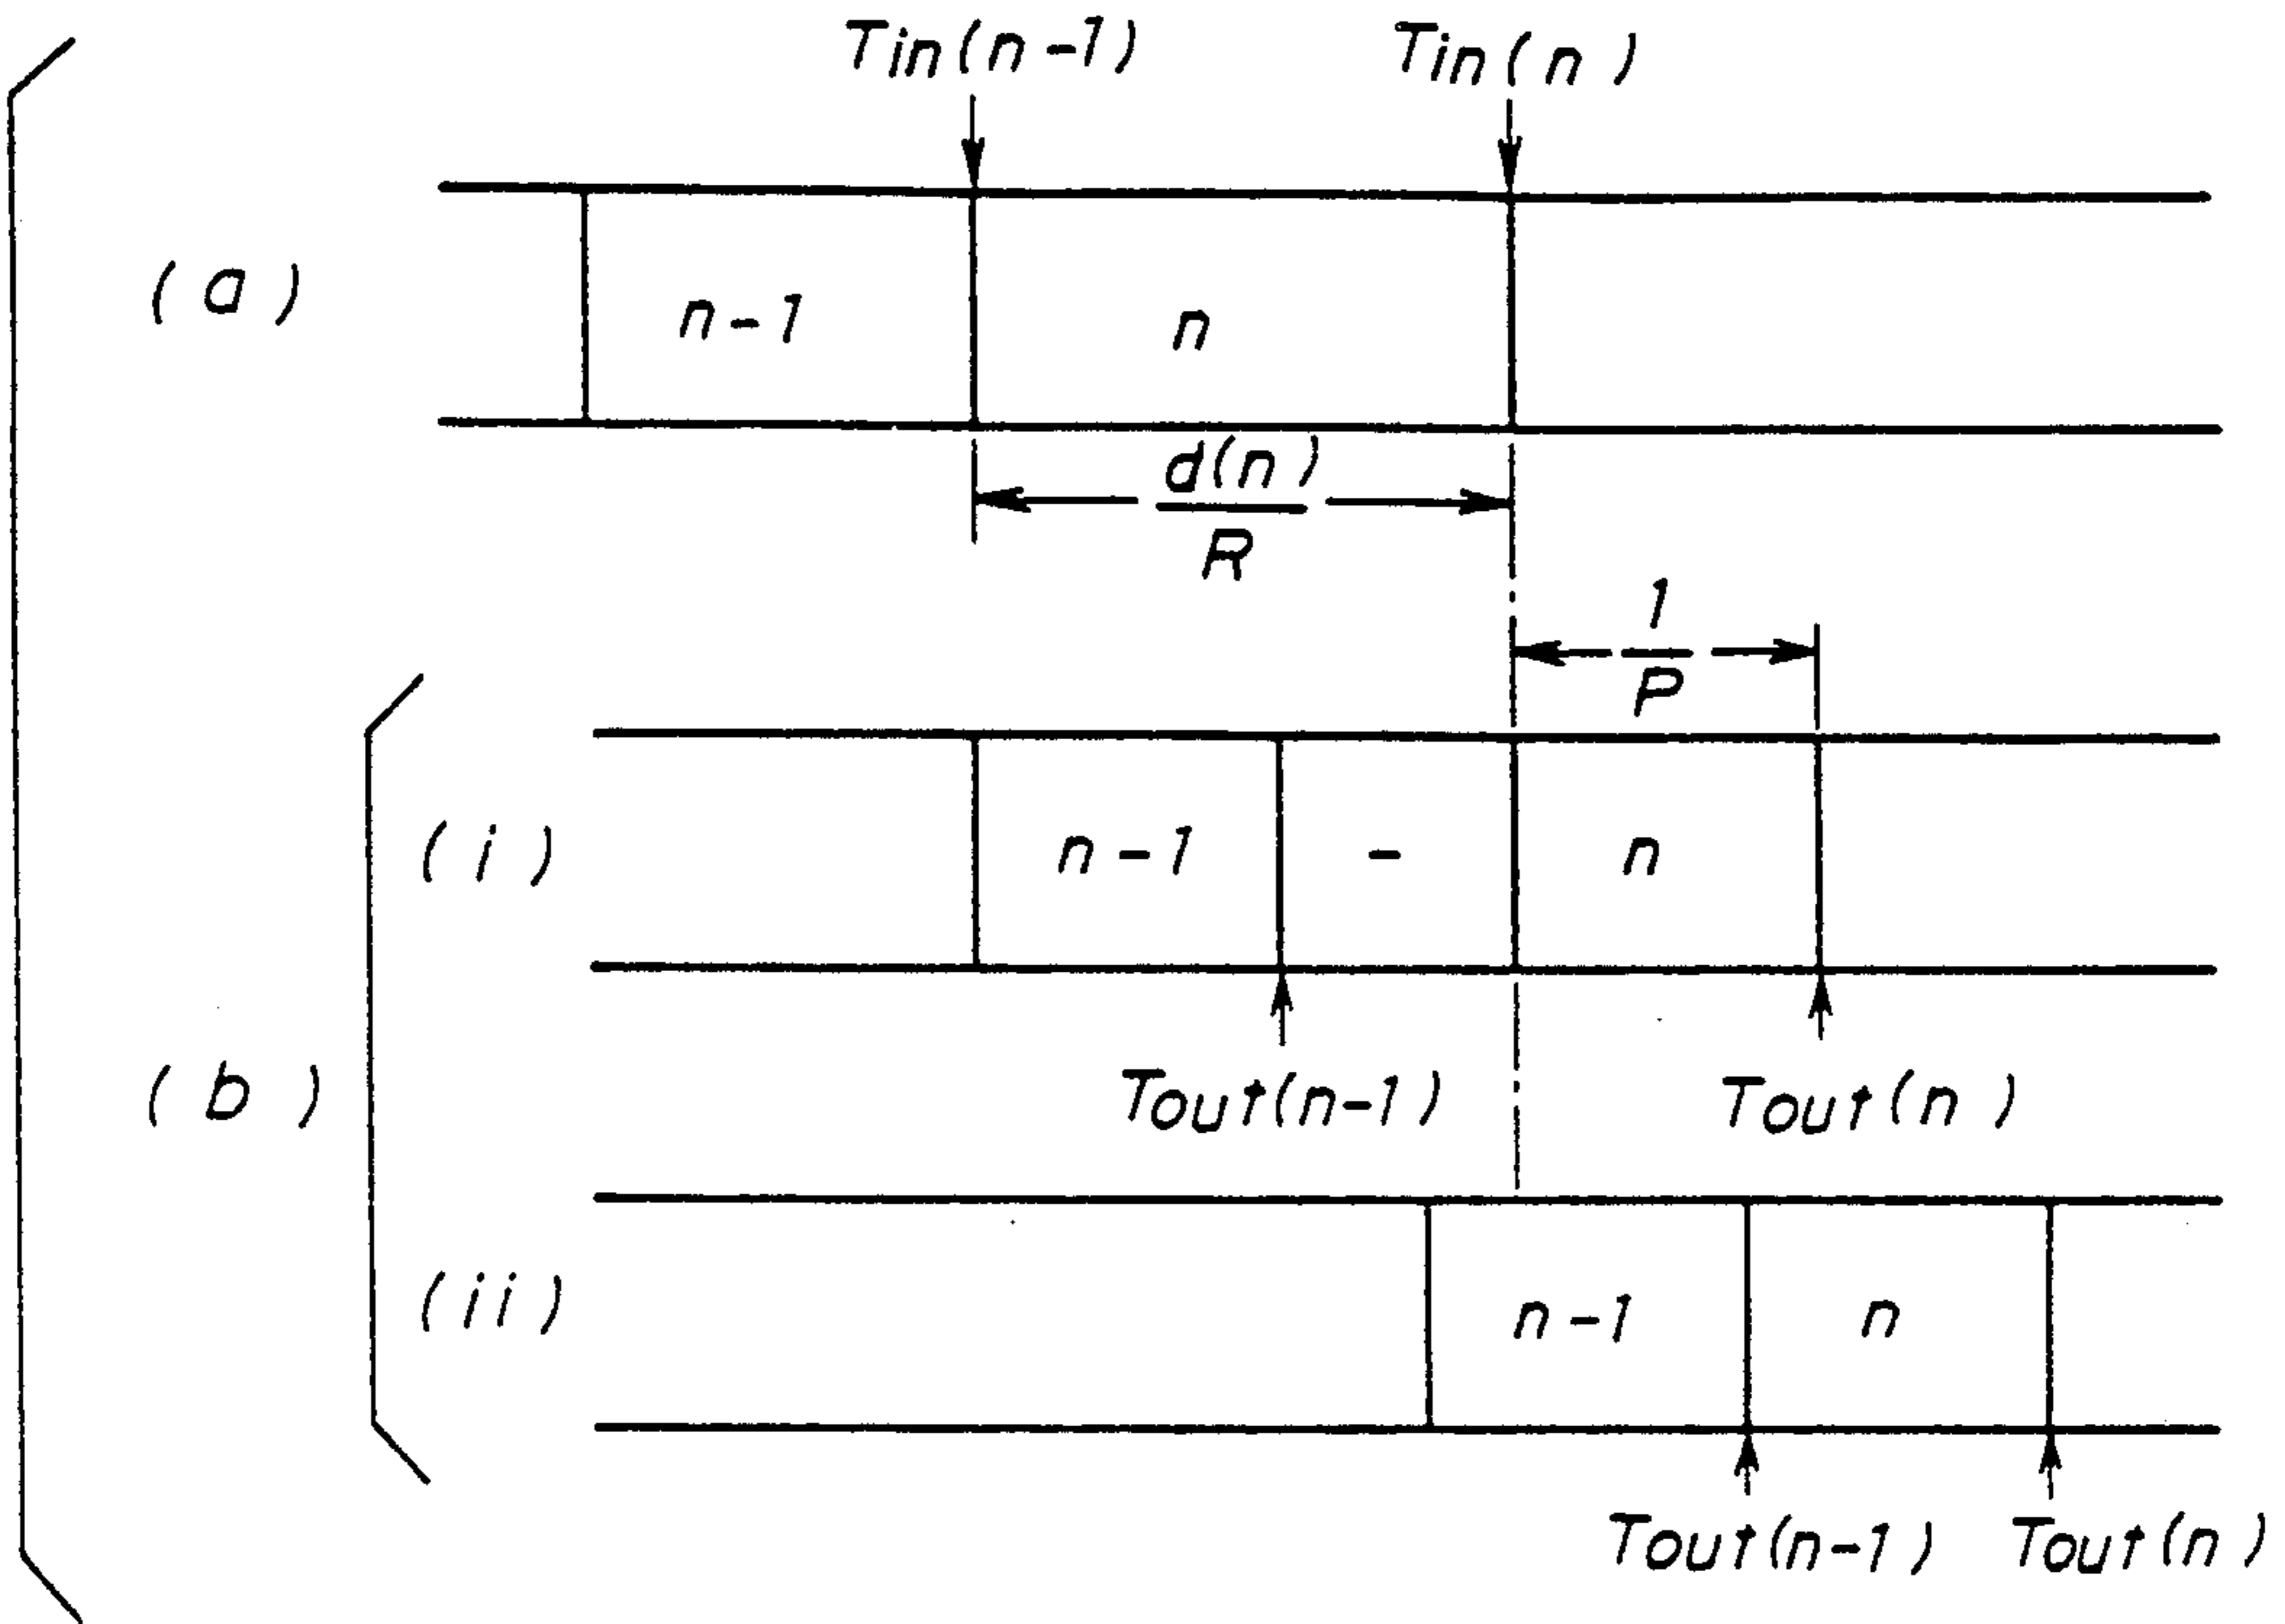 Tin(n-1) Tin(n)
(a) n-1 n
d(n)
R
1
P
(i) n-1 - n
(b) Tout(n-1) Tout(n)
(ii) n-1 n
Tout(n-1) Tout(n)